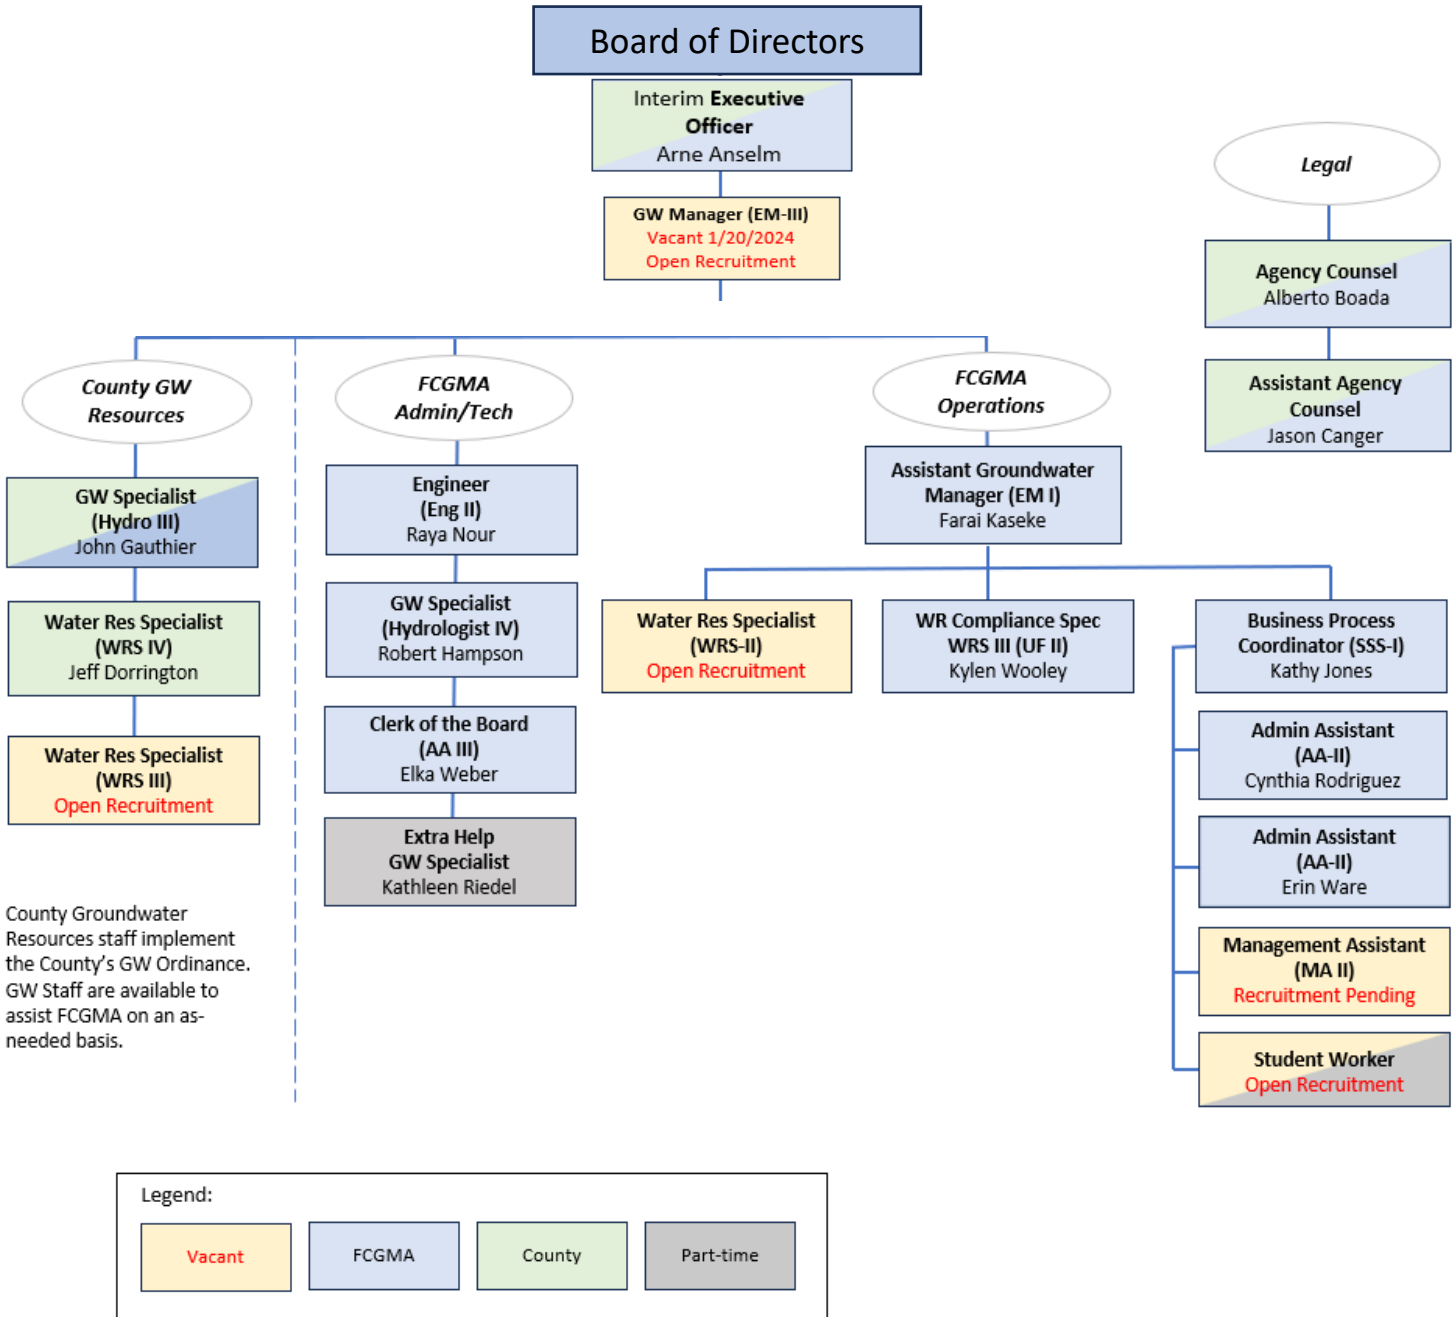 Board of Directors
Interim Executive
Officer
Arne Anselm
GW Manager (EM-III)
Vacant 1/20/2024
Open Recruitment
Legal
Agency Counsel
Alberto Boada
Assistant Agency
Counsel
Jason Canger
County GW
Resources
GW Specialist
(Hydro III)
John Gauthier
Water Res Specialist
(WRS IV)
Jeff Dorrington
Water Res Specialist
(WRS III)
Open Recruitment
County Groundwater
Resources staff implement
the County's GW Ordinance.
GW Staff are available to
assist FCGMA on an as-
needed basis.
FCGMA
Admin/Tech
Engineer
(Eng II)
Raya Nour
GW Specialist
(Hydrologist IV)
Robert Hampson
Clerk of the Board
(AA III)
Elka Weber
Extra Help
GW Specialist
Kathleen Riedel
FCGMA
Operations
Assistant Groundwater
Manager (EM I)
Farai Kaseke
Water Res Specialist
(WRS-II)
Open Recruitment
WR Compliance Spec
WRS III (UF II)
Kylen Wooley
Business Process
Coordinator (SSS-I)
Kathy Jones
Admin Assistant
(AA-II)
Cynthia Rodriguez
Admin Assistant
(AA-II)
Erin Ware
Management Assistant
(MA II)
Recruitment Pending
Student Worker
Open Recruitment
Legend:
Vacant
FCGMA
County
Part-time